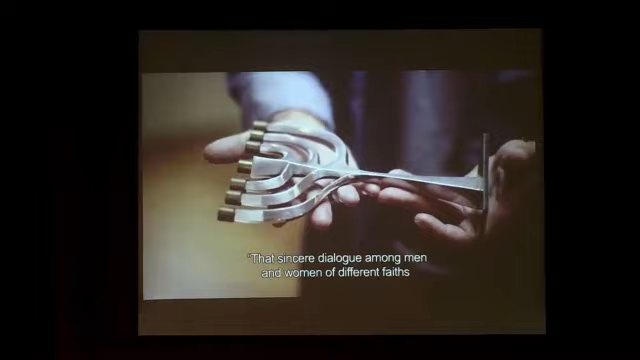 "That sincere dialogue among men
and women of different faiths